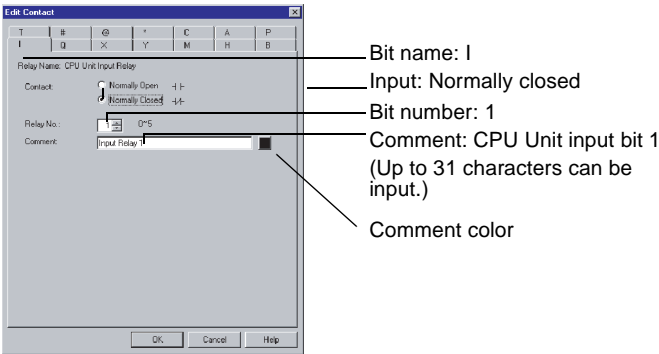 Edit Contact
T # @ * C A P
I Q X Y M H B
Relay Name: CPU Unit Input Relay
Contact: Normally Open
Normally Closed
Relay No.: 1 0~5
Comment: Input Relay 1
OK Cancel Help
Bit name: I
Input: Normally closed
Bit number: 1
Comment: CPU Unit input bit 1
(Up to 31 characters can be
input.)
Comment color